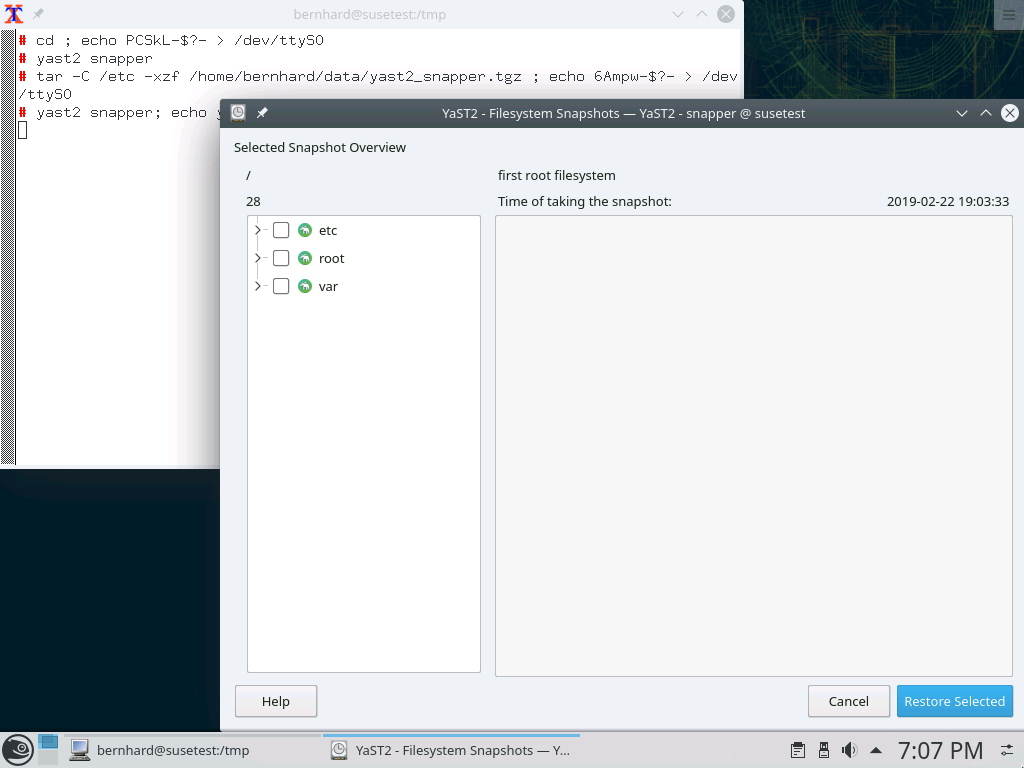 bernhard@susetest:/tmp
# cd ; echo PCSkL-$?- > /dev/ttyS0
# yast2 snapper
# tar -C /etc -xzf /home/bernhard/data/yast2_snapper.tgz ; echo 6Ampw-$?- > /dev
/ttyS0
# yast2 snapper; echo
YaST2 - Filesystem Snapshots — YaST2 - snapper @ susetest
Selected Snapshot Overview
/
first root filesystem
28
Time of taking the snapshot:
2019-02-22 19:03:33
etc
root
var
Help
Cancel
Restore Selected
bernhard@susetest:/tmp
YaST2 - Filesystem Snapshots — Y...
7:07 PM